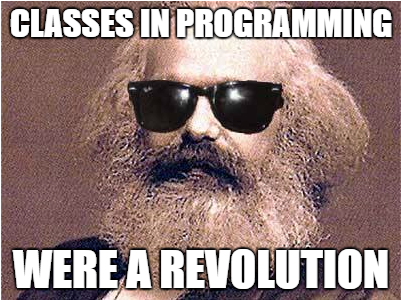 CLASSES IN PROGRAMMING
WERE A REVOLUTION